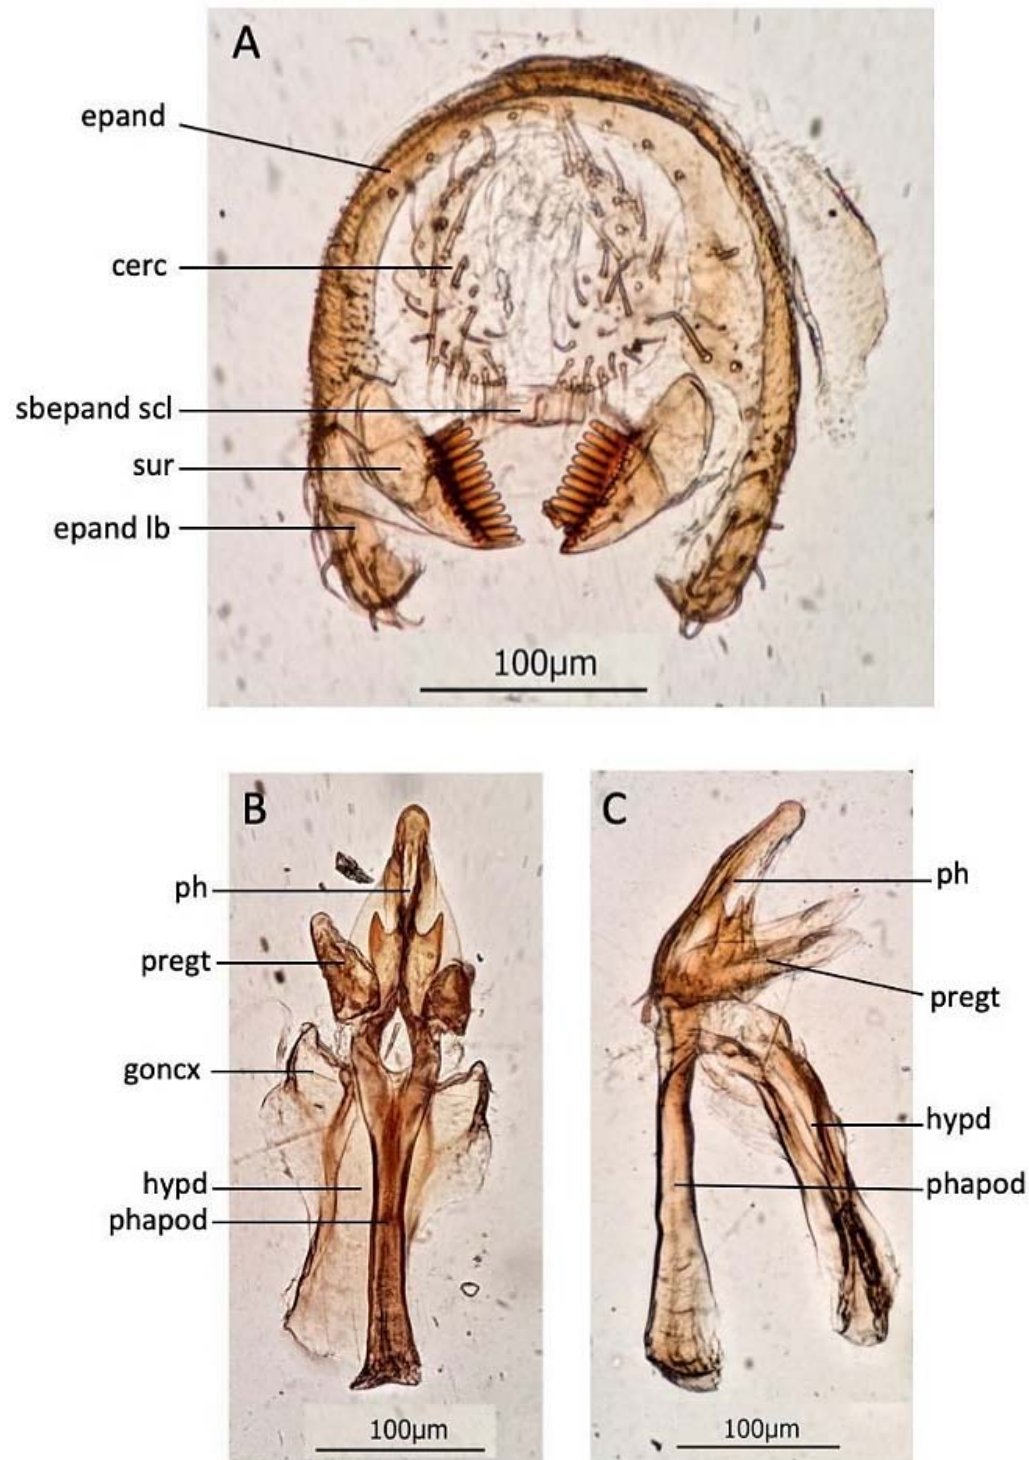 A
epand
cerc
sbepand scl
sur
epand lb
100µm
B
ph
pregt
goncx
hypd
phapod
100µm
C
ph
pregt
hypd
phapod
100µm